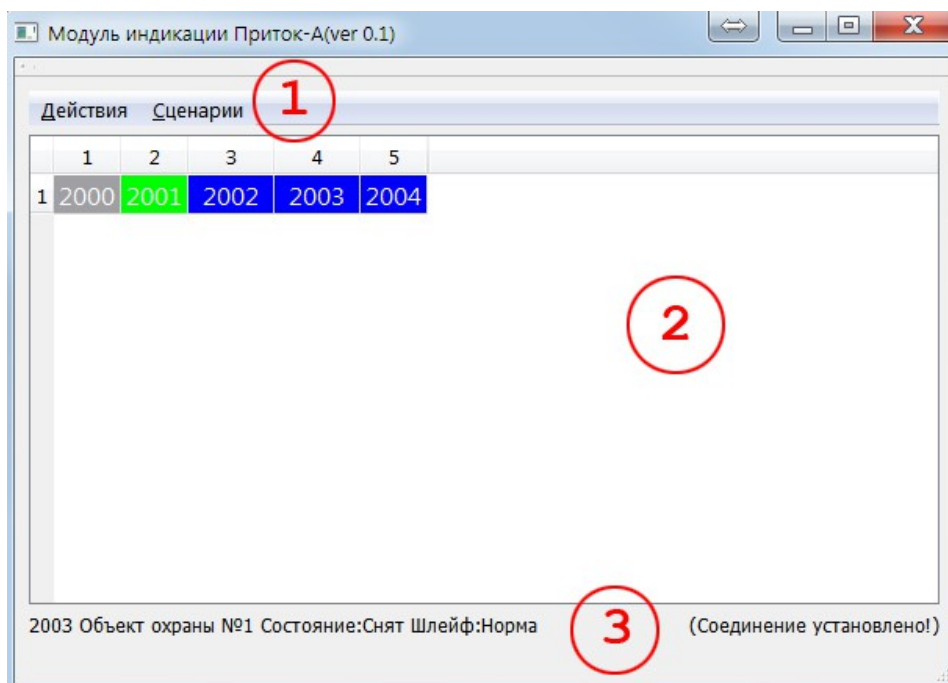 Модуль индикации Приток-А(ver 0.1)
Действия Сценарии 1
1 2 3 4 5
1 2000 2001 2002 2003 2004
2
2003 Объект охраны №1 Состояние:Снят Шлейф:Норма 3 (Соединение установлено!)